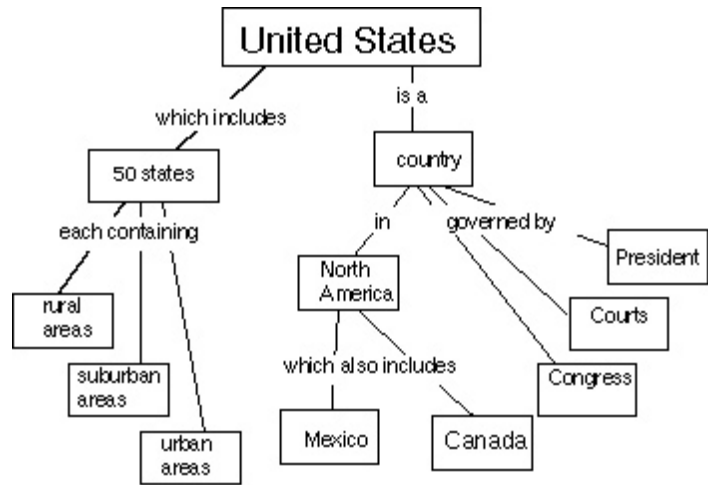 United States
which includes
is a
50 states
country
each containing
in
governed by
President
North
America
rural
areas
Courts
which also includes
suburban
areas
Congress
Mexico
Canada
urban
areas